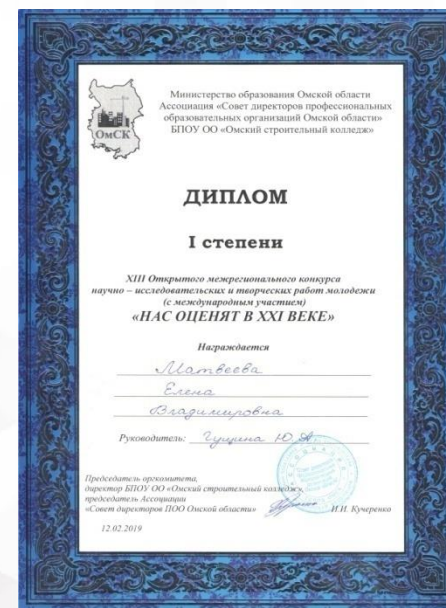 Министерство образования Омской области
Ассоциация «Совет директоров профессиональных
образовательных организаций Омской области»
БПОУ ОО «Омский строительный колледж»
ОмСК
ДИПЛОМ
I степени
XIII Открытого межрегионального конкурса
научно – исследовательских и творческих работ молодежи
(с международным участием)
«НАС ОЦЕНЯТ В XXI ВЕКЕ»
Награждается
Матвеева
Елена
Владимировна
Руководитель: Гущина Ю.А.
Председатель оргкомитета,
директор БПОУ ОО «Омский строительный колледж»,
председатель Ассоциации
«Совет директоров ПОО Омской области» И.И. Кучеренко
12.02.2019